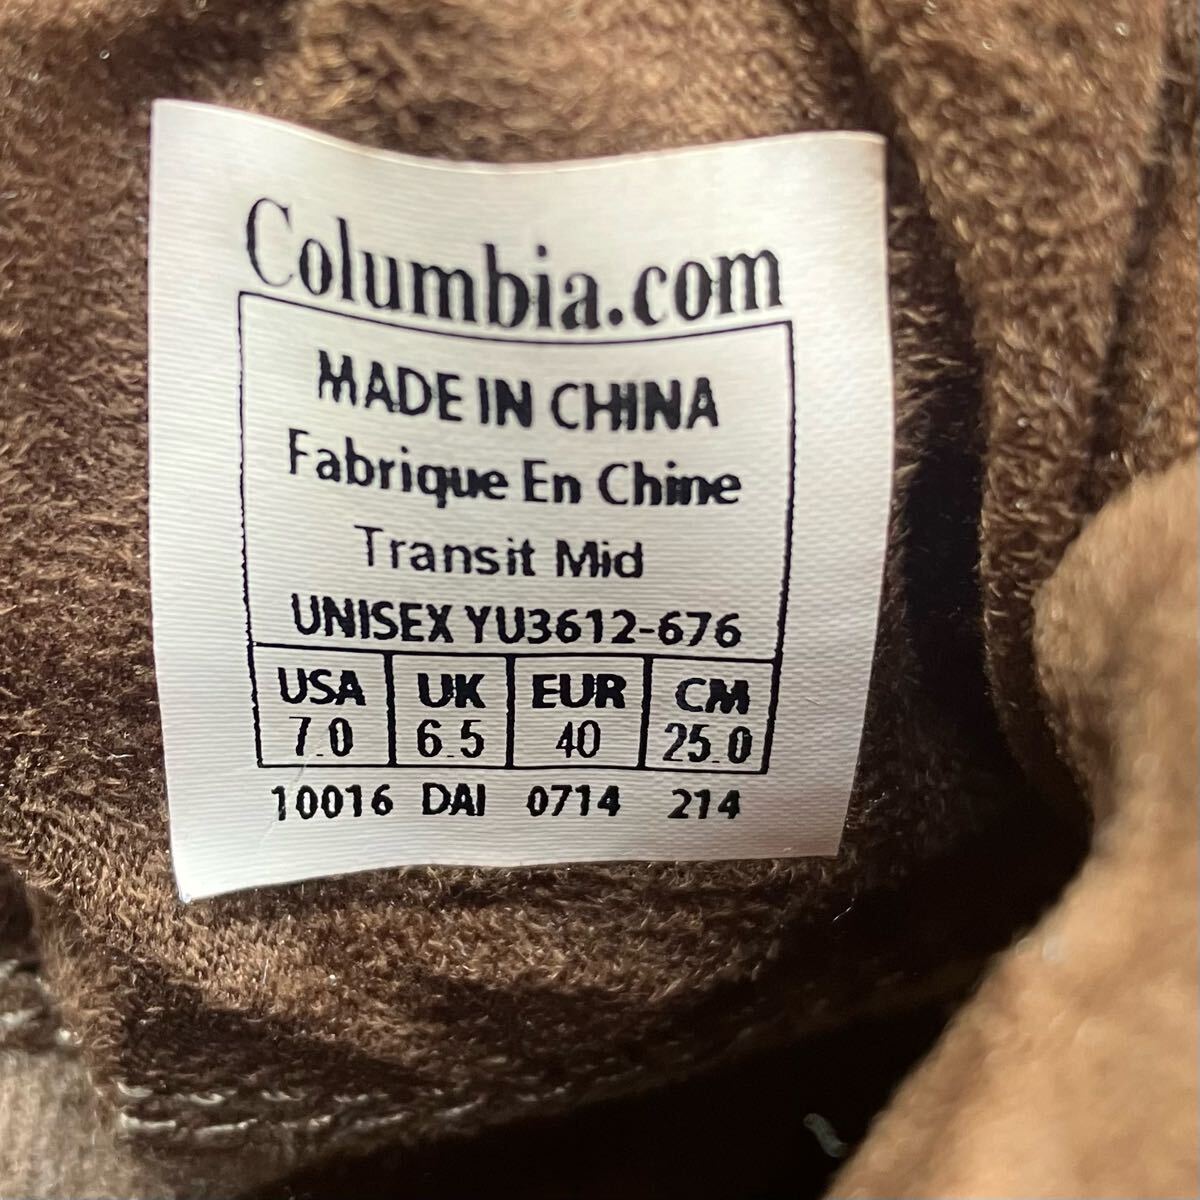 Columbia.com
MADE IN CHINA
Fabrique En Chine
Transit Mid
UNISEX YU3612-676
USA UK EUR CM
7.0 6.5 40 25.0
10016 DAI 0714 214